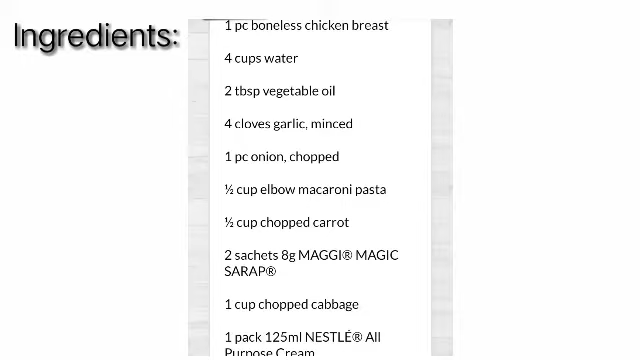 Ingredients:
1 pc boneless chicken breast
4 cups water
2 tbsp vegetable oil
4 cloves garlic, minced
1 pc onion, chopped
½ cup elbow macaroni pasta
½ cup chopped carrot
2 sachets 8g MAGGI® MAGIC
SARAP®
1 cup chopped cabbage
1 pack 125ml NESTLÉ® All
Purpose Cream